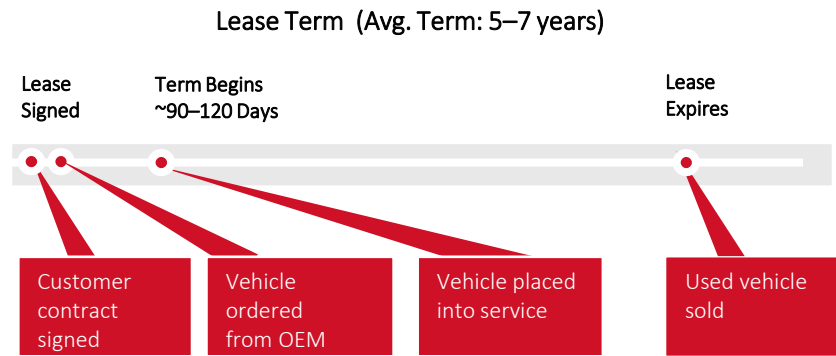 Lease Term  (Avg. Term: 5–7 years)
Lease
Signed
Term Begins
~90–120 Days
Lease
Expires
Customer
contract
signed
Vehicle
ordered
from OEM
Vehicle placed
into service
Used vehicle
sold